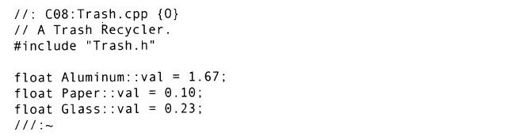 //: C08:Trash.cpp {O}
// A Trash Recycler.
#include "Trash.h"
float Aluminum::val = 1.67;
float Paper::val = 0.10;
float Glass::val = 0.23;
///:~